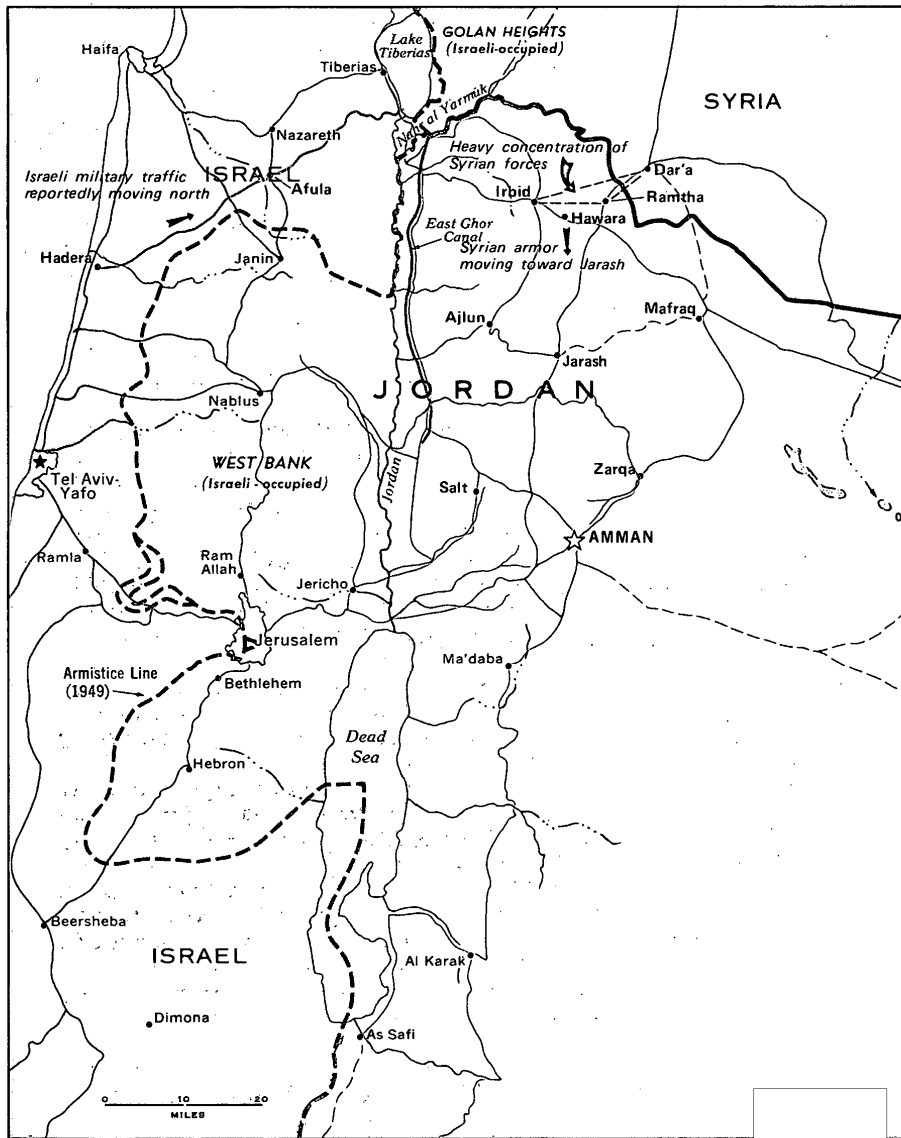 Haifa
Lake
Tiberias
GOLAN HEIGHTS
(Israeli-occupied)
Tiberias
Nahr al Yarmuk
SYRIA
Nazareth
Heavy concentration of
Syrian forces
Israeli military traffic
reportedly moving north
ISRAEL
Afula
Dar'a
Irbid
Ramtha
Hawara
East Ghor
Canal
Syrian armor
moving toward Jarash
Hadera
Janin
Ajlun
Mafraq
Jarash
JORDAN
Nablus
Tel Aviv-
Yafo
WEST BANK
(Israeli-occupied)
Jordan
Salt
Zarqa
AMMAN
Ramla
Ram
Allah
Jericho
Jerusalem
Ma'daba
Armistice Line
(1949)
Bethlehem
Dead
Sea
Hebron
Beersheba
ISRAEL
Al Karak
Dimona
As Safi
0 10 20
MILES